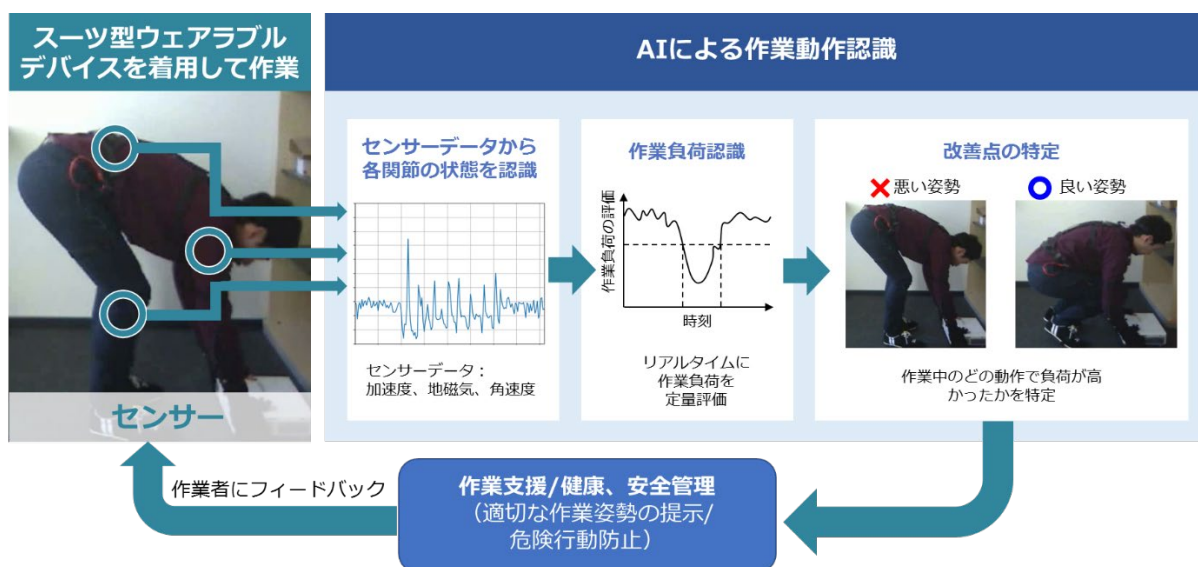 スーツ型ウェアラブル
デバイスを着用して作業
センサー
AIによる作業動作認識
センサーデータから
各関節の状態を認識
センサーデータ：
加速度、地磁気、角速度
作業負荷認識
作業負荷の評価
時刻
リアルタイムに
作業負荷を
定量評価
改善点の特定
悪い姿勢
良い姿勢
作業中のどの動作で負荷が高
かったかを特定
作業者にフィードバック
作業支援/健康、安全管理
（適切な作業姿勢の提示/
危険行動防止）